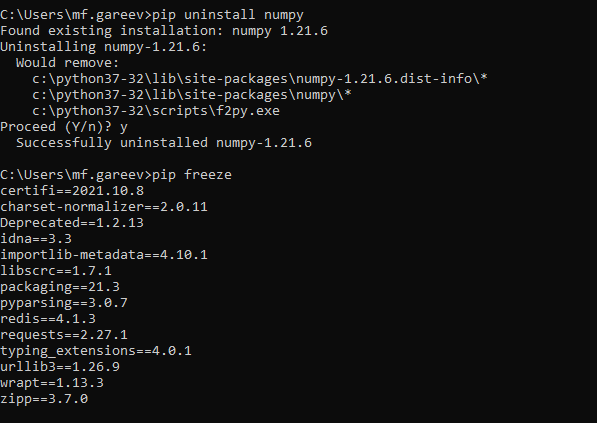 C:\Users\mf.gareev>pip uninstall numpy
Found existing installation: numpy 1.21.6
Uninstalling numpy-1.21.6:
  Would remove:
    c:\python37-32\lib\site-packages\numpy-1.21.6.dist-info\*
    c:\python37-32\lib\site-packages\numpy\*
    c:\python37-32\scripts\f2py.exe
Proceed (Y/n)? y
  Successfully uninstalled numpy-1.21.6

C:\Users\mf.gareev>pip freeze
certifi==2021.10.8
charset-normalizer==2.0.11
Deprecated==1.2.13
idna==3.3
importlib-metadata==4.10.1
libscrc==1.7.1
packaging==21.3
pyparsing==3.0.7
redis==4.1.3
requests==2.27.1
typing_extensions==4.0.1
urllib3==1.26.9
wrapt==1.13.3
zipp==3.7.0